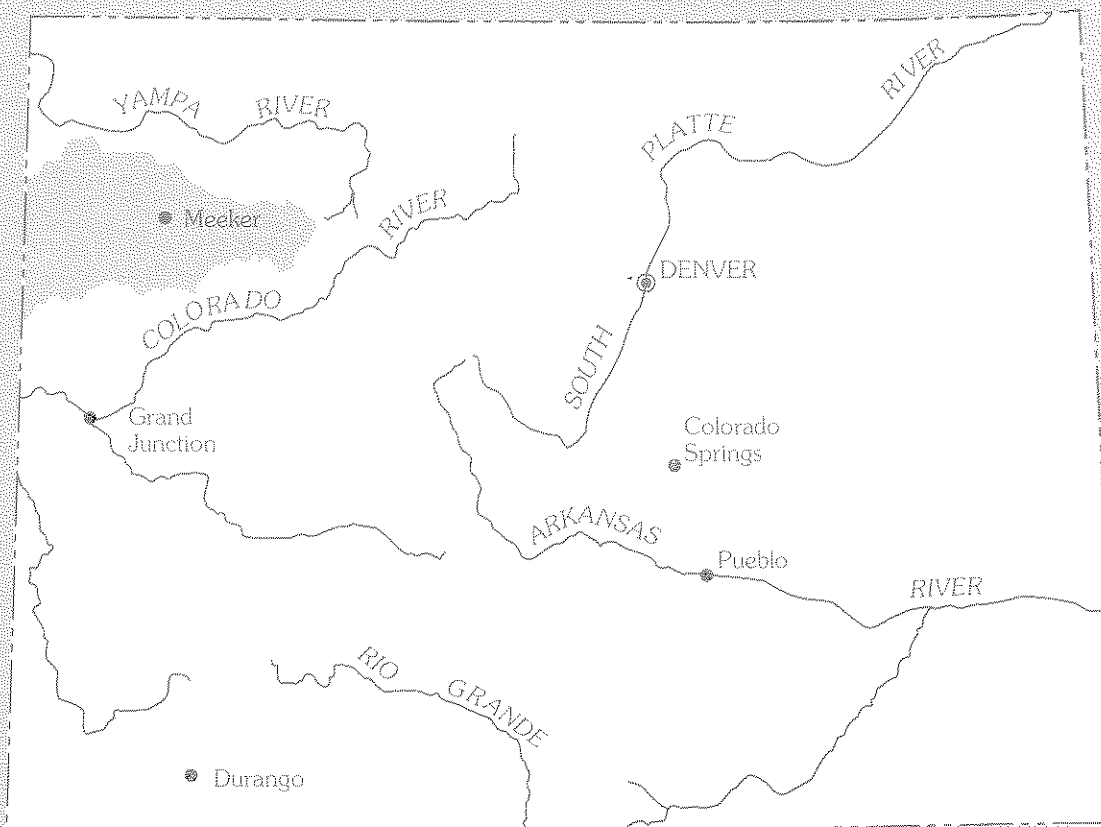 YAMPA RIVER
PLATTE RIVER
Meeker
COLORADO RIVER
DENVER
SOUTH
Grand
Junction
Colorado
Springs
ARKANSAS RIVER
Pueblo
RIO GRANDE
Durango